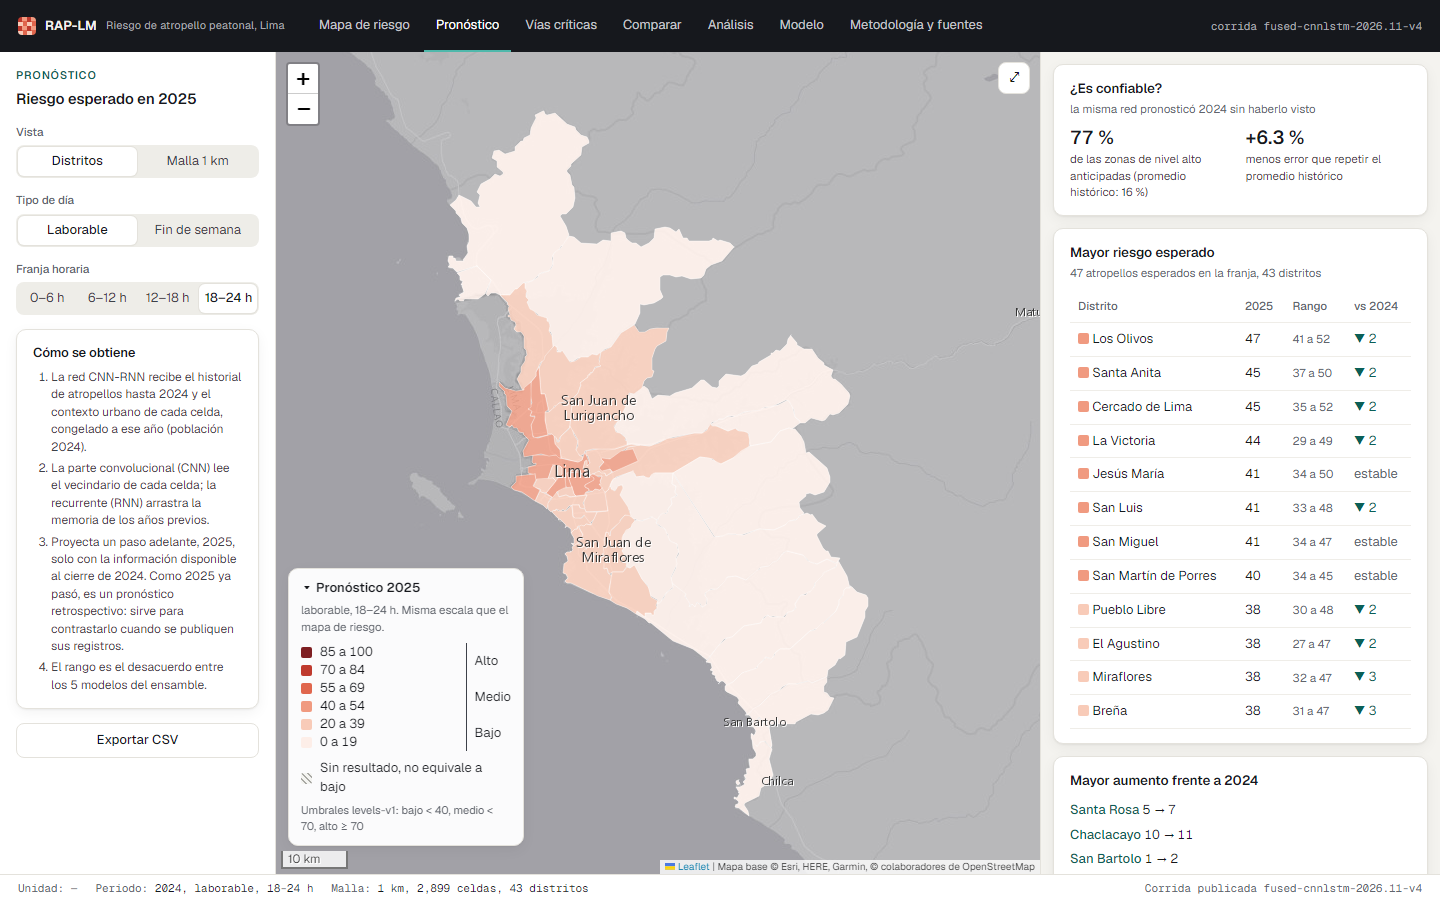 RAP-LM Riesgo de atropello peatonal, Lima
Mapa de riesgo Pronóstico Vías críticas Comparar Análisis Modelo Metodología y fuentes
corrida fused-cnnlstm-2026.11-v4
PRONÓSTICO
Riesgo esperado en 2025
Vista
Distritos Malla 1 km
Tipo de día
Laborable Fin de semana
Franja horaria
0–6 h 6–12 h 12–18 h 18–24 h
Cómo se obtiene
1. La red CNN-RNN recibe el historial
de atropellos hasta 2024 y el
contexto urbano de cada celda,
congelado a ese año (población
2024).
2. La parte convolucional (CNN) lee
el vecindario de cada celda; la
recurrente (RNN) arrastra la
memoria de los años previos.
3. Proyecta un paso adelante, 2025,
solo con la información disponible
al cierre de 2024. Como 2025 ya
pasó, es un pronóstico
retrospectivo: sirve para
contrastarlo cuando se publiquen
sus registros.
4. El rango es el desacuerdo entre
los 5 modelos del ensamble.
Exportar CSV
+
−
⤢
CALLAO
San Juan de
Lurigancho
Lima
San Juan de
Miraflores
San Bartolo
Chilca
Matu
▾ Pronóstico 2025
laborable, 18–24 h. Misma escala que el
mapa de riesgo.
85 a 100
70 a 84
55 a 69
40 a 54
20 a 39
0 a 19
Alto
Medio
Bajo
Sin resultado, no equivale a
bajo
Umbrales levels-v1: bajo < 40, medio <
70, alto ≥ 70
10 km
Leaflet | Mapa base © Esri, HERE, Garmin, © colaboradores de OpenStreetMap
¿Es confiable?
la misma red pronosticó 2024 sin haberlo visto
77 %
de las zonas de nivel alto
anticipadas (promedio
histórico: 16 %)
+6.3 %
menos error que repetir el
promedio histórico
Mayor riesgo esperado
47 atropellos esperados en la franja, 43 distritos
Distrito 2025 Rango vs 2024
Los Olivos 47 41 a 52 ▼ 2
Santa Anita 45 37 a 50 ▼ 2
Cercado de Lima 45 35 a 52 ▼ 2
La Victoria 44 29 a 49 ▼ 2
Jesús María 41 34 a 50 estable
San Luis 41 33 a 48 ▼ 2
San Miguel 41 34 a 47 estable
San Martín de Porres 40 34 a 45 estable
Pueblo Libre 38 30 a 48 ▼ 2
El Agustino 38 27 a 47 ▼ 2
Miraflores 38 32 a 47 ▼ 3
Breña 38 31 a 47 ▼ 3
Mayor aumento frente a 2024
Santa Rosa 5 → 7
Chaclacayo 10 → 11
San Bartolo 1 → 2
Unidad: — Periodo: 2024, laborable, 18–24 h Malla: 1 km, 2,899 celdas, 43 distritos
Corrida publicada fused-cnnlstm-2026.11-v4